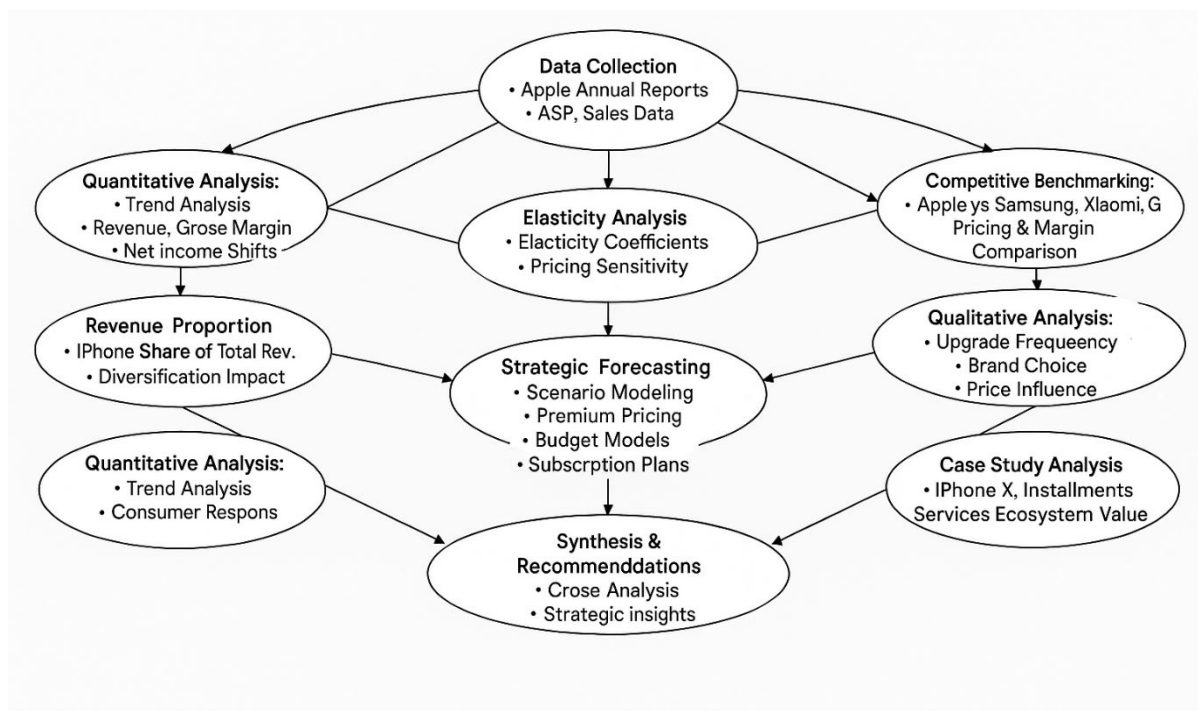 Data Collection
• Apple Annual Reports
• ASP, Sales Data
Quantitative Analysis:
• Trend Analysis
• Revenue, Grose Margin
• Net income Shifts
Elasticity Analysis
• Elacticity Coefficients
• Pricing Sensitivity
Competitive Benchmarking:
• Apple ys Samsung, Xlaomi, G
Pricing & Margin
Comparison
Revenue Proportion
• IPhone Share of Total Rev.
• Diversification Impact
Strategic Forecasting
• Scenario Modeling
• Premium Pricing
• Budget Models
• Subscrption Plans
Qualitative Analysis:
• Upgrade Frequeency
• Brand Choice
• Price Influence
Quantitative Analysis:
• Trend Analysis
• Consumer Respons
Case Study Analysis
• IPhone X, Installments
Services Ecosystem Value
Synthesis &
Recommenddations
• Crose Analysis
• Strategic insights